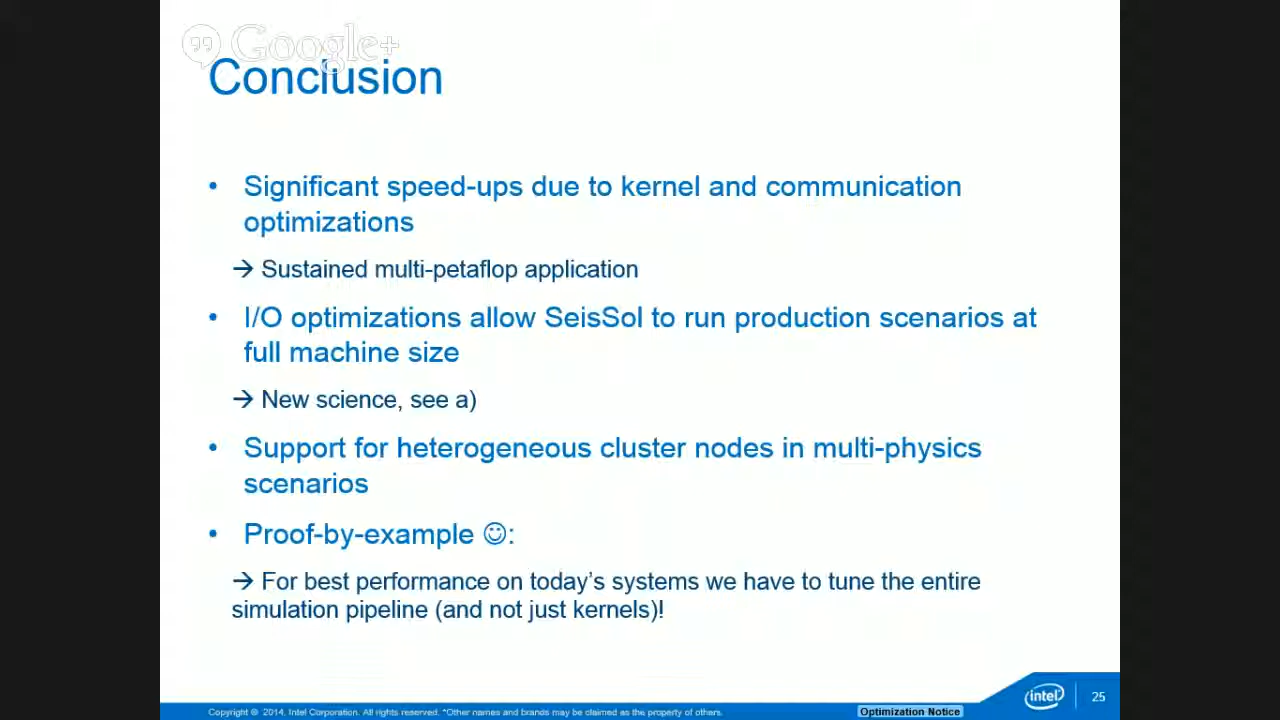 Google+
Conclusion
• Significant speed-ups due to kernel and communication
optimizations
→ Sustained multi-petaflop application
• I/O optimizations allow SeisSol to run production scenarios at
full machine size
→ New science, see a)
• Support for heterogeneous cluster nodes in multi-physics
scenarios
• Proof-by-example ☺:
→ For best performance on today's systems we have to tune the entire
simulation pipeline (and not just kernels)!
Copyright © 2014, Intel Corporation. All rights reserved. *Other names and brands may be claimed as the property of others.
Optimization Notice
intel
25